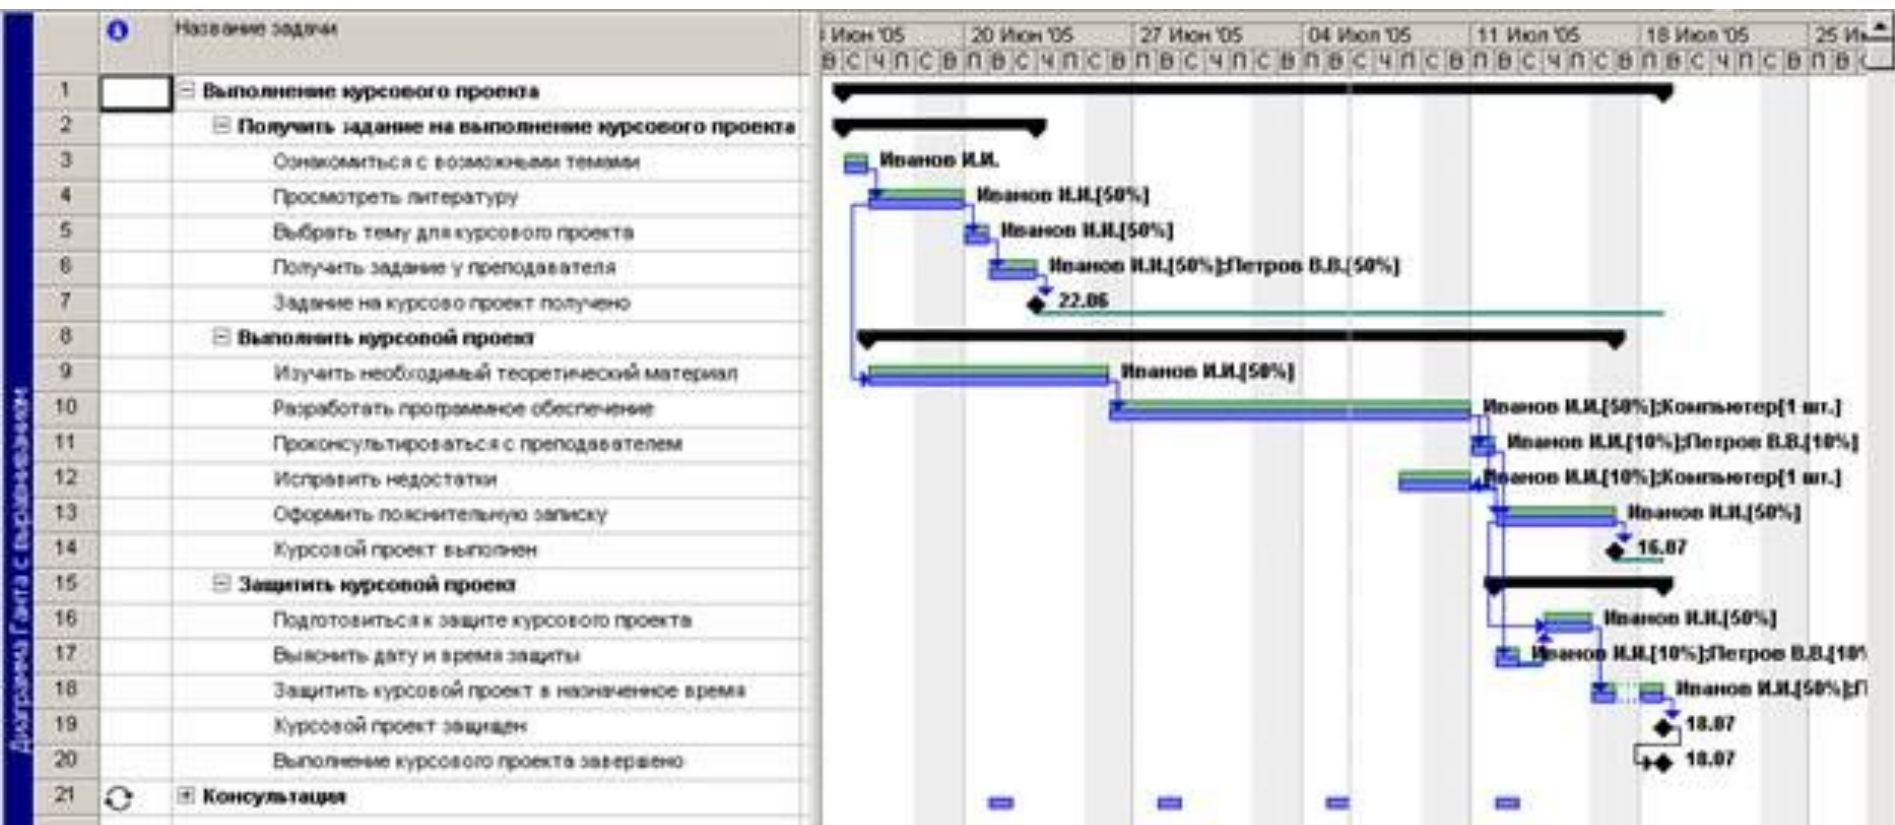 Название задачи
Июн '05 20 Июн '05 27 Июн '05 04 Июл '05 11 Июл '05 18 Июл '05 25
В С Ч П С В П В С Ч П С В П В С Ч П С В П В С Ч П С В П В С Ч П С В П В С Ч П С В П В
1 Выполнение курсового проекта
2 Получить задание на выполнение курсового проекта
3 Ознакомиться с возможными темами Иванов И.И.
4 Просмотреть литературу Иванов И.И.[50%]
5 Выбрать тему для курсового проекта Иванов И.И.[50%]
6 Получить задание у преподавателя Иванов И.И.[50%];Петров В.В.[50%]
7 Задание на курсово проект получено 22.06
8 Выполнить курсовой проект
9 Изучить необходимый теоретический материал Иванов И.И.[50%]
10 Разработать программное обеспечение Иванов И.И.[50%];Компьютер[1 шт.]
11 Проконсультироваться с преподавателем Иванов И.И.[10%];Петров В.В.[10%]
12 Исправить недостатки Иванов И.И.[10%];Компьютер[1 шт.]
13 Оформить пояснительную записку Иванов И.И.[50%]
14 Курсовой проект выполнен 16.07
15 Защитить курсовой проект
16 Подготовиться к защите курсового проекта Иванов И.И.[50%]
17 Выяснить дату и время защиты Иванов И.И.[10%];Петров В.В.[10%
18 Защитить курсовой проект в назначенное время Иванов И.И.[50%];П
19 Курсовой проект защищен 18.07
20 Выполнение курсового проекта завершено 18.07
21 Консультация
Диаграмма Ганта с выравниванием